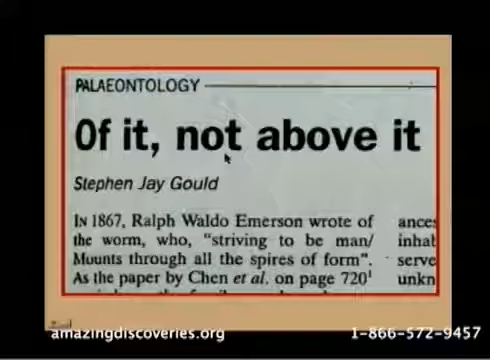 PALAEONTOLOGY
Of it, not above it
Stephen Jay Gould
IN 1867, Ralph Waldo Emerson wrote of
the worm, who, “striving to be man/
Mounts through all the spires of form”.
As the paper by Chen et al. on page 720¹
ances
inhat
serve
unkn
amazingdiscoveries.org
1-866-572-9457